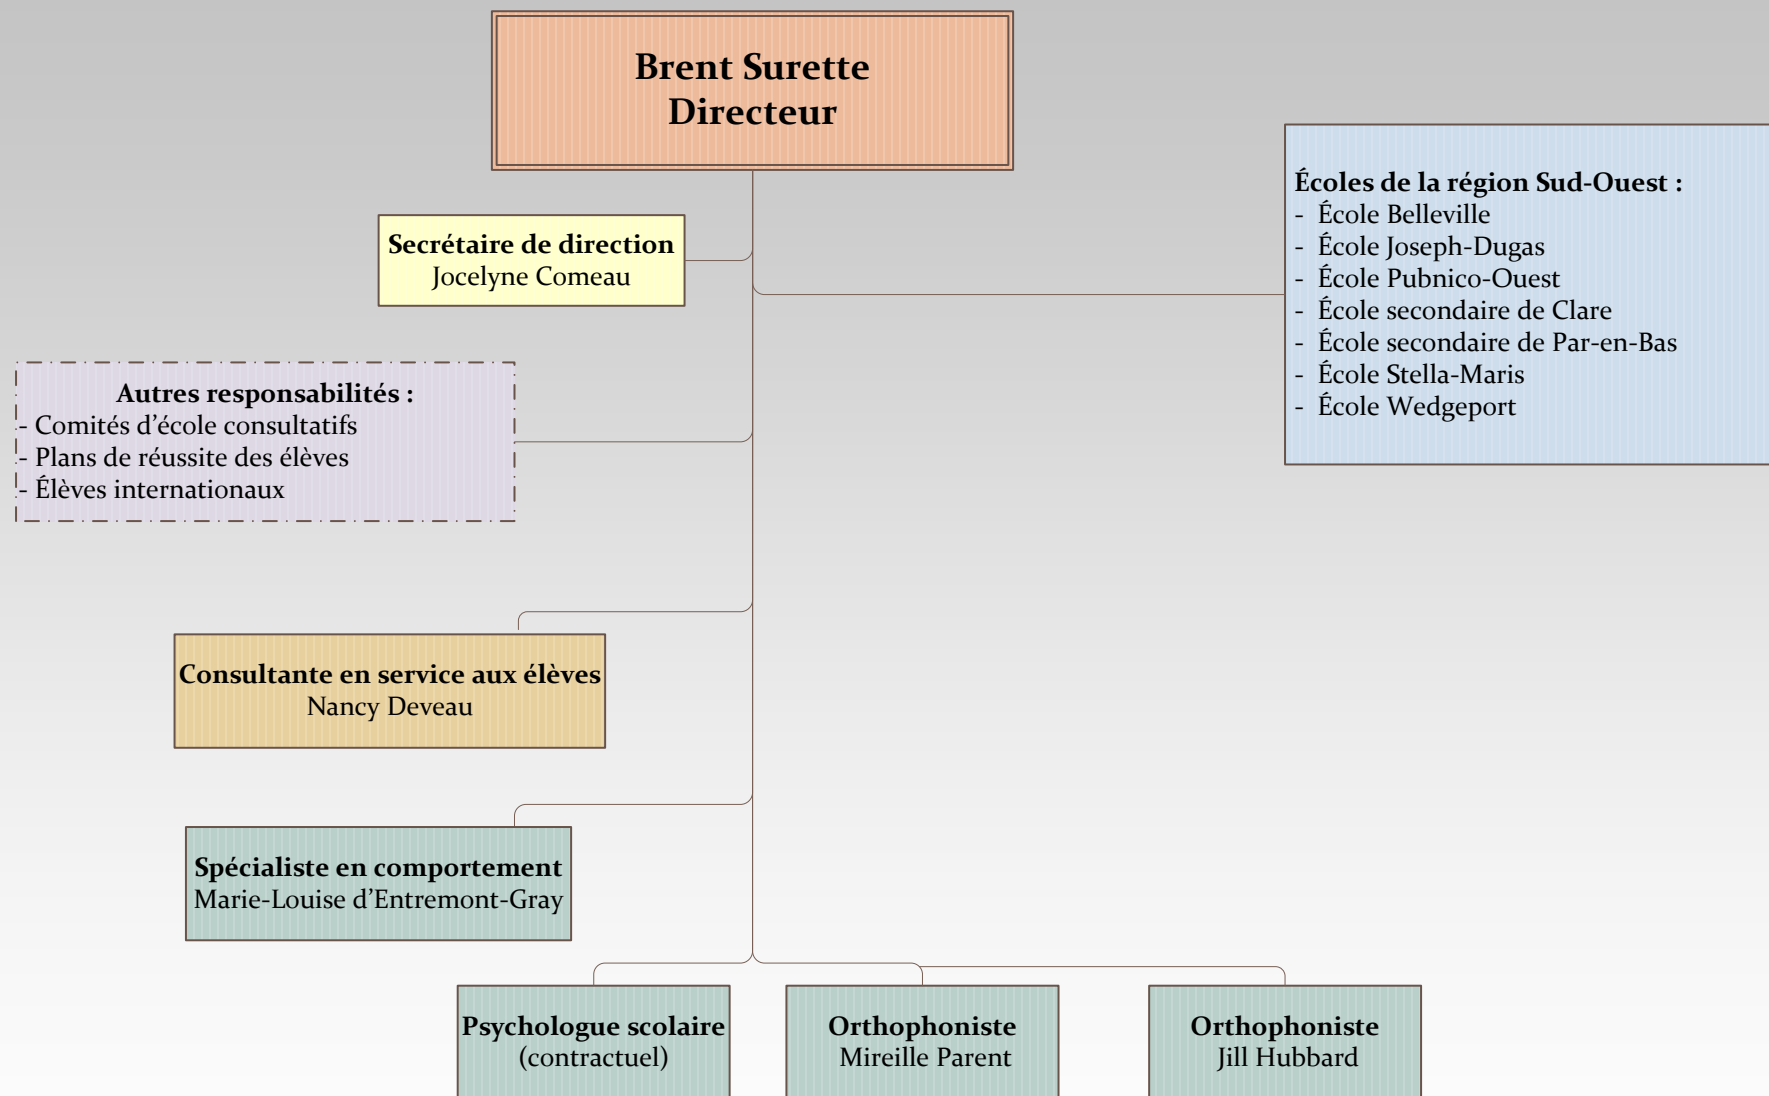 Brent Surette
Directeur
Secrétaire de direction
Jocelyne Comeau
Écoles de la région Sud-Ouest :
- École Belleville
- École Joseph-Dugas
- École Pubnico-Ouest
- École secondaire de Clare
- École secondaire de Par-en-Bas
- École Stella-Maris
- École Wedgeport
Autres responsabilités :
- Comités d’école consultatifs
- Plans de réussite des élèves
- Élèves internationaux
Consultante en service aux élèves
Nancy Deveau
Spécialiste en comportement
Marie-Louise d’Entremont-Gray
Psychologue scolaire
(contractuel)
Orthophoniste
Mireille Parent
Orthophoniste
Jill Hubbard